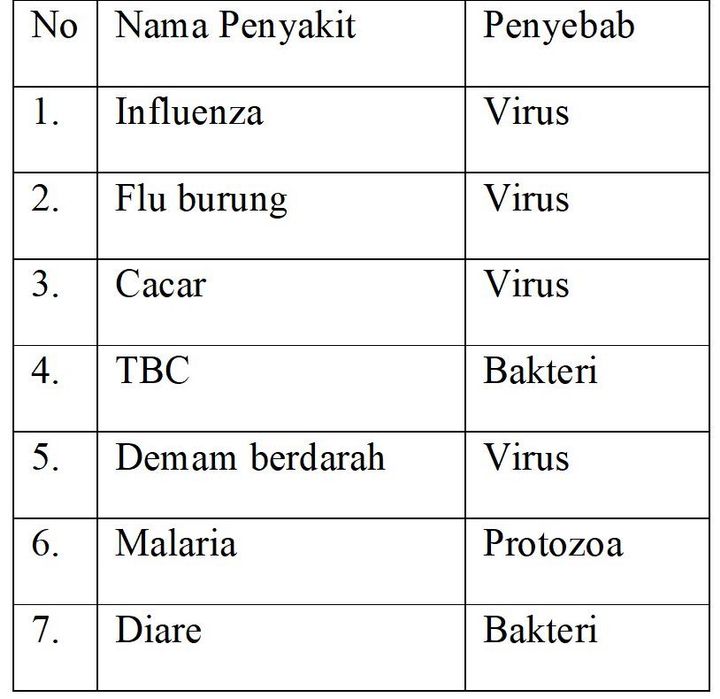 No Nama Penyakit Penyebab
1. Influenza Virus
2. Flu burung Virus
3. Cacar Virus
4. TBC Bakteri
5. Demam berdarah Virus
6. Malaria Protozoa
7. Diare Bakteri